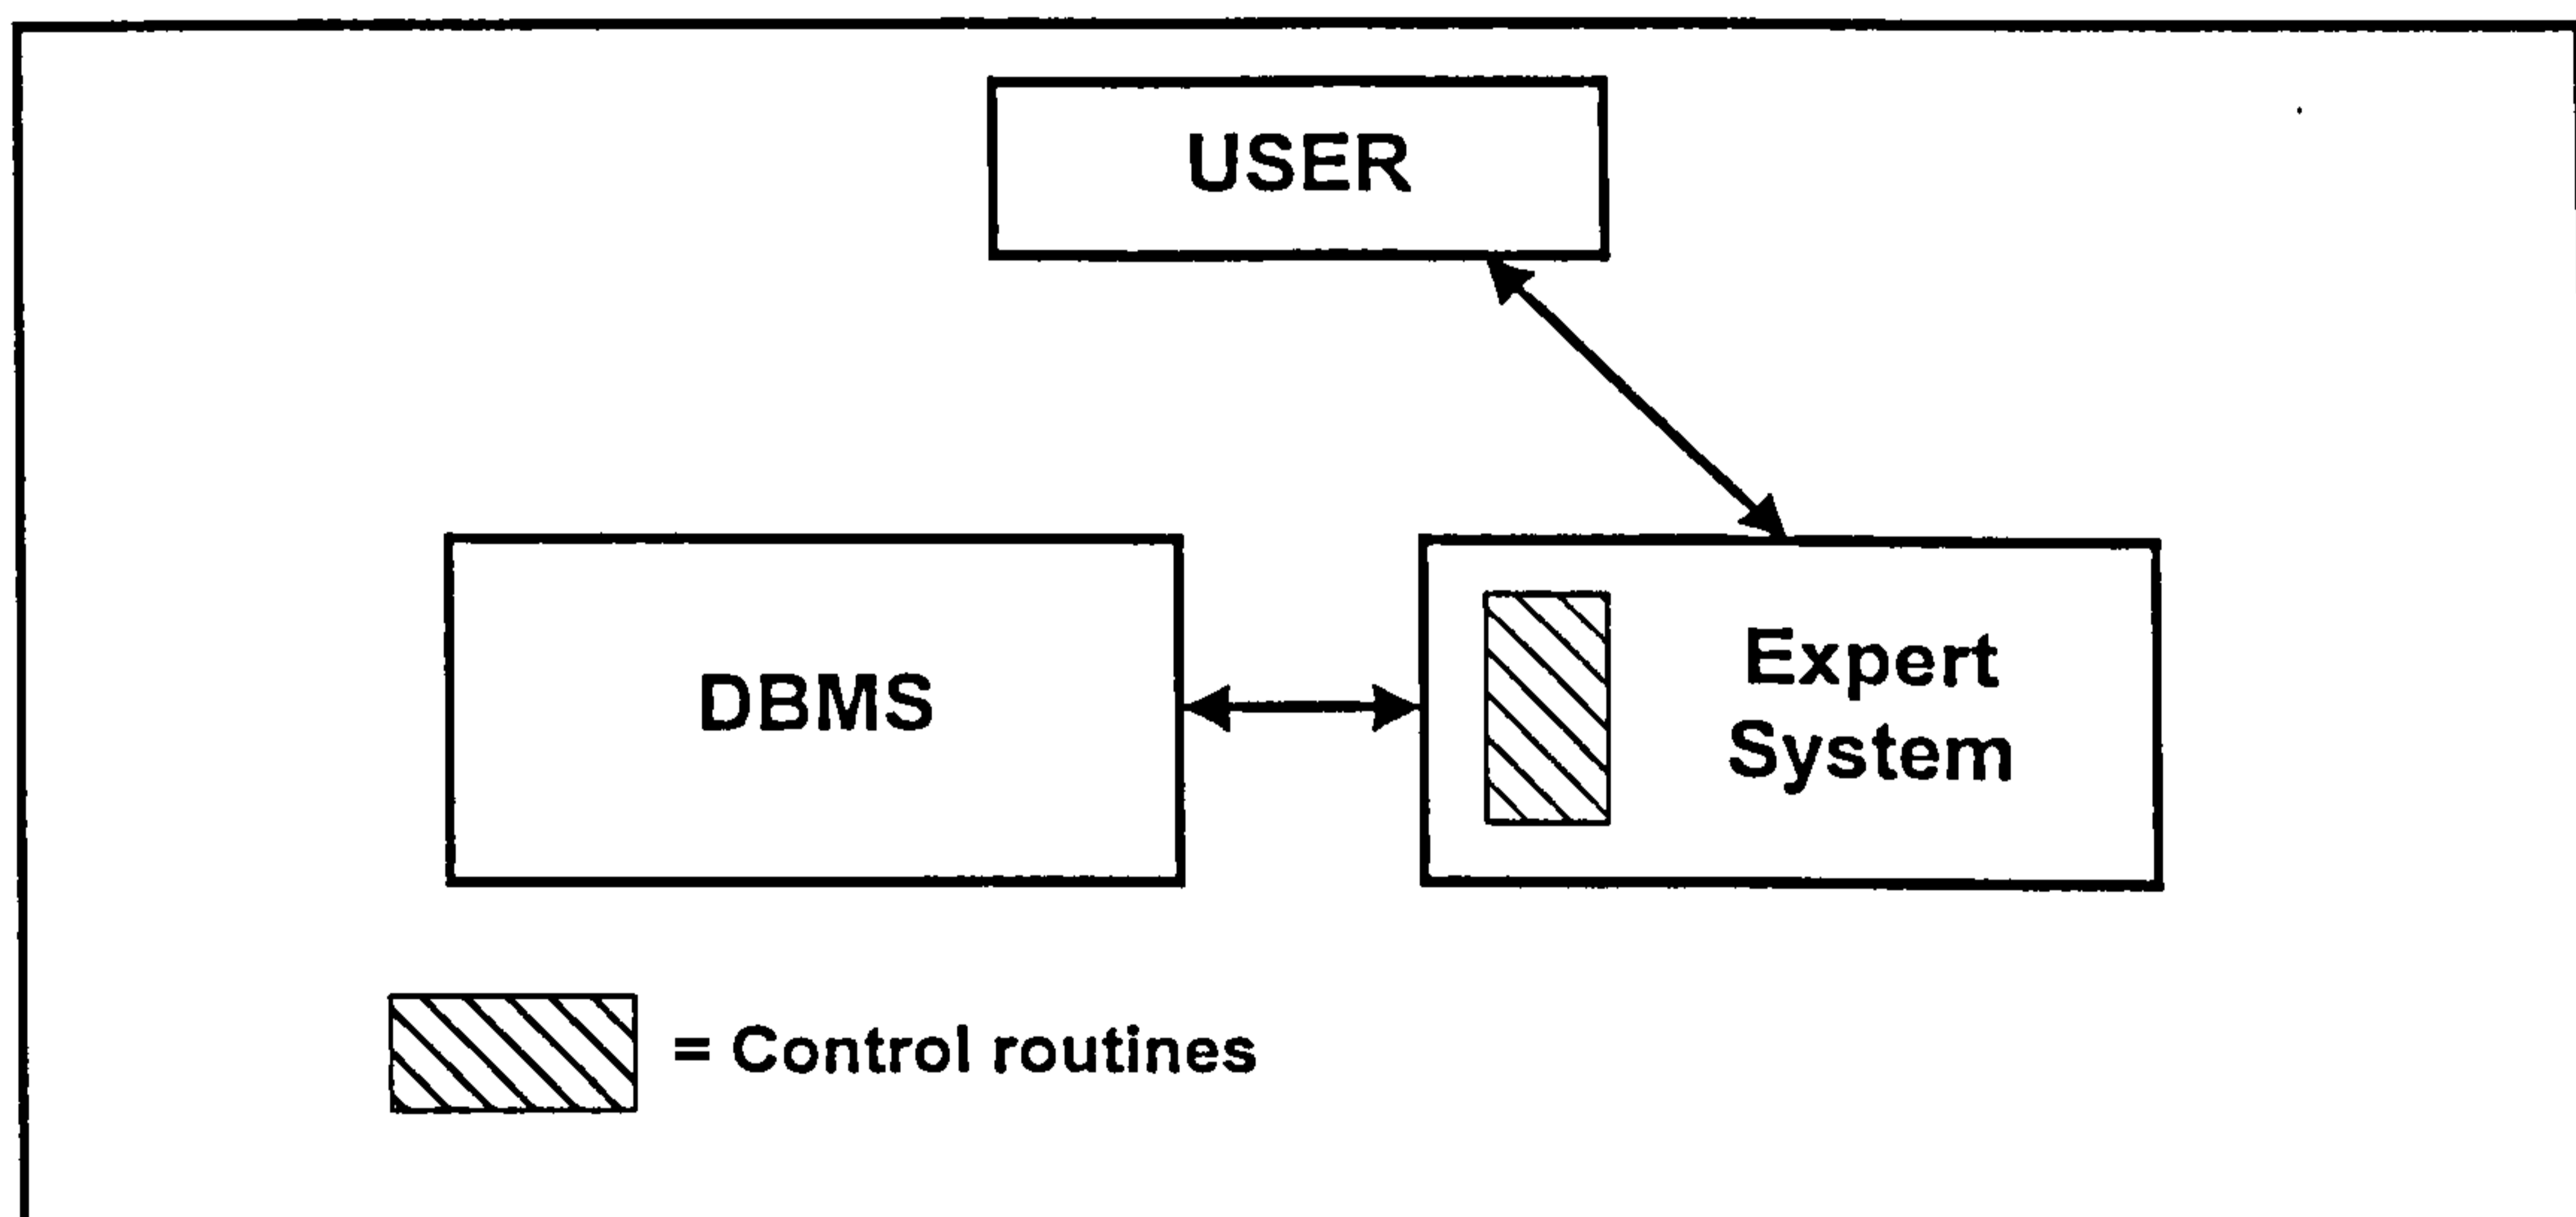 USER
DBMS
Expert
System
= Control routines